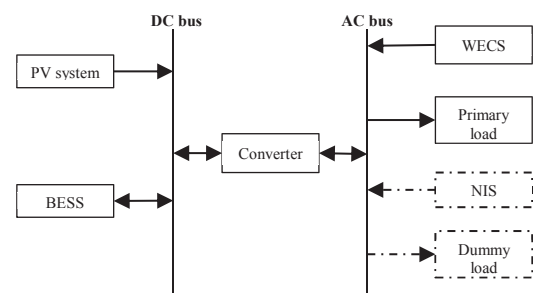 DC bus
AC bus
PV system
WECS
Primary
load
Converter
BESS
NIS
Dummy
load